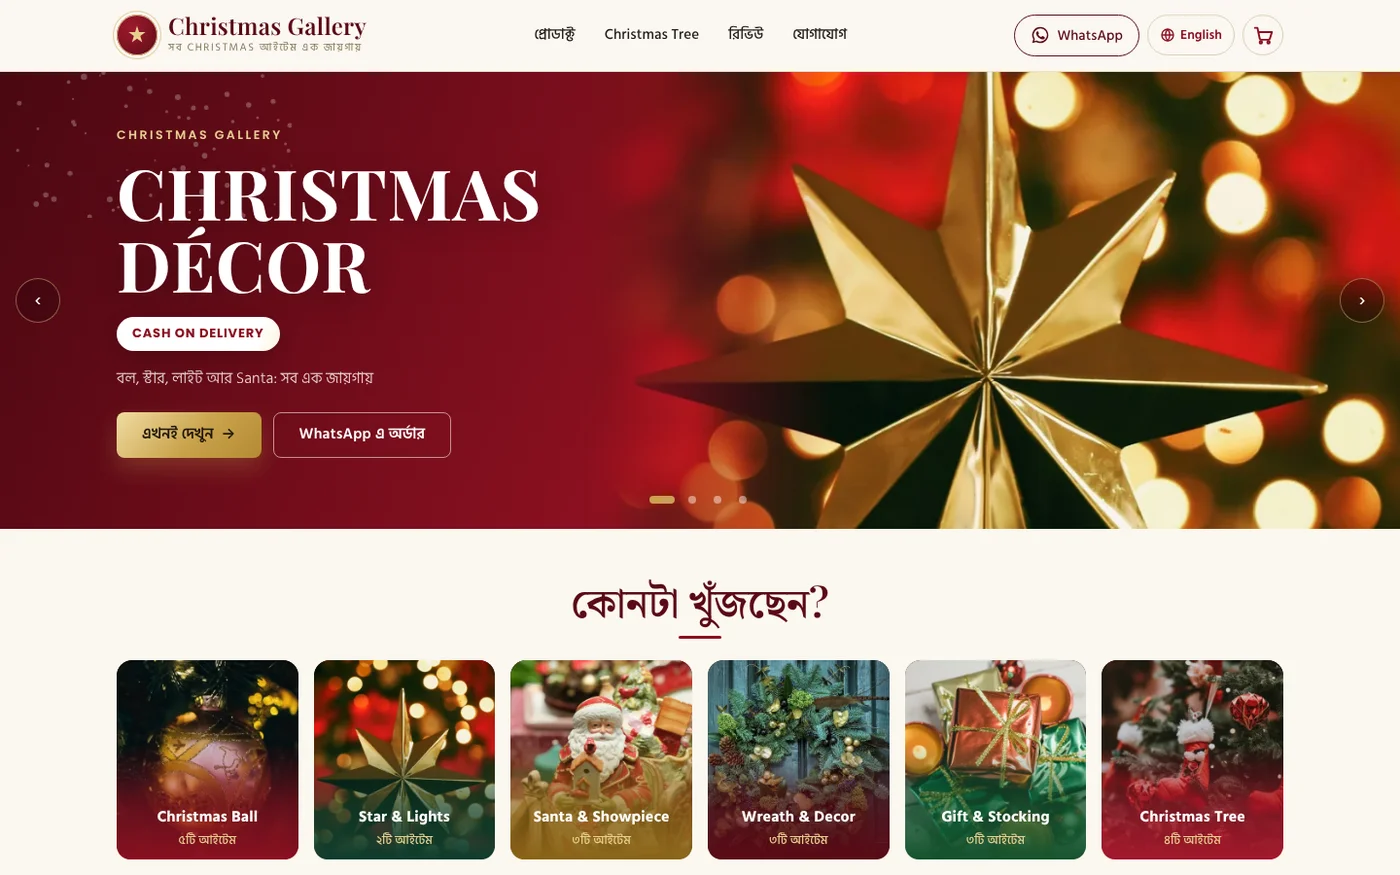 Christmas Gallery
সব CHRISTMAS আইটেম এক জায়গায়
প্রোডাক্ট
Christmas Tree
রিভিউ
যোগাযোগ
WhatsApp
English
CHRISTMAS GALLERY
CHRISTMAS
DÉCOR
CASH ON DELIVERY
বল, স্টার, লাইট আর Santa: সব এক জায়গায়
এখনই দেখুন →
WhatsApp এ অর্ডার
কোনটা খুঁজছেন?
Christmas Ball
৫টি আইটেম
Star & Lights
২টি আইটেম
Santa & Showpiece
৩টি আইটেম
Wreath & Decor
৩টি আইটেম
Gift & Stocking
৩টি আইটেম
Christmas Tree
৪টি আইটেম